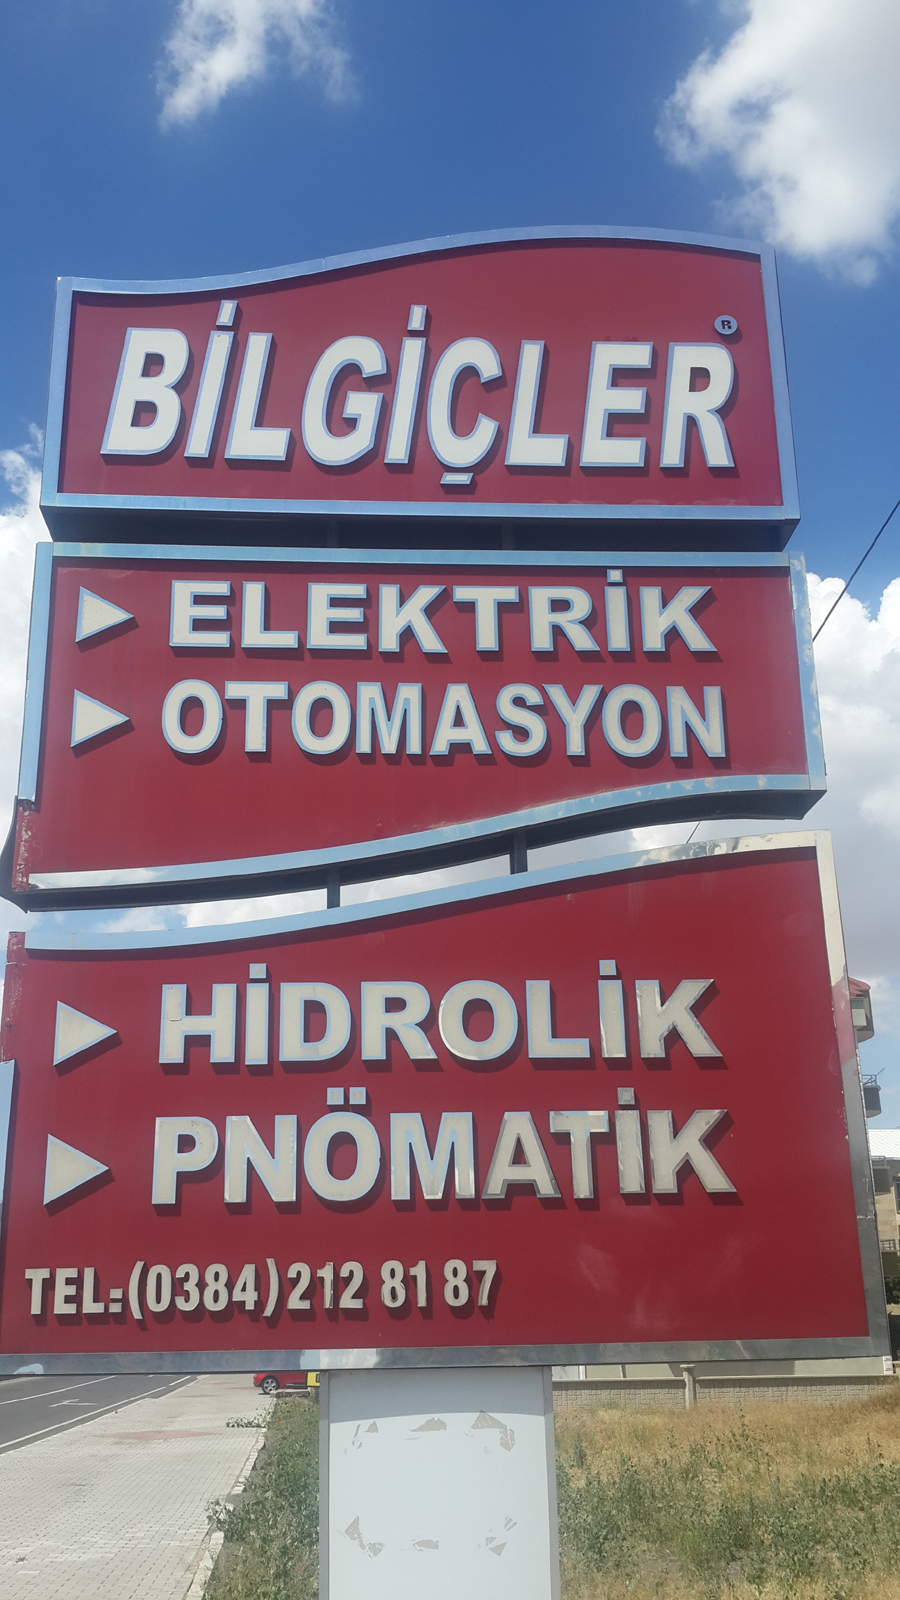 BİLGİÇLER®
ELEKTRİK
OTOMASYON
HİDROLİK
PNÖMATİK
TEL:(0384)212 81 87